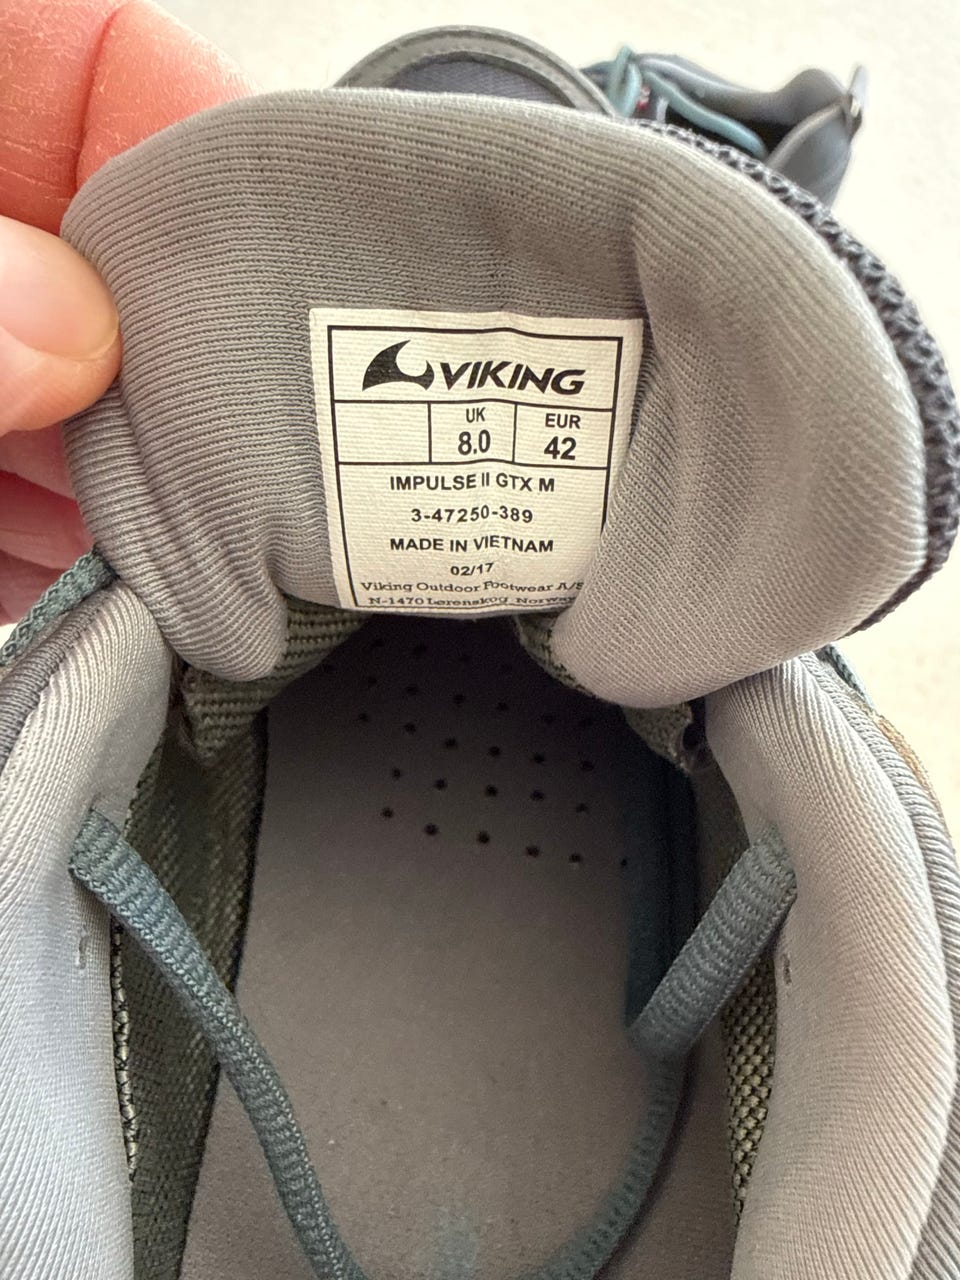 VIKING
UK EUR
8.0 42
IMPULSE II GTX M
3-47250-389
MADE IN VIETNAM
02/17
Viking Outdoor Footwear A/S
N-1470 Lørenskog, Norway